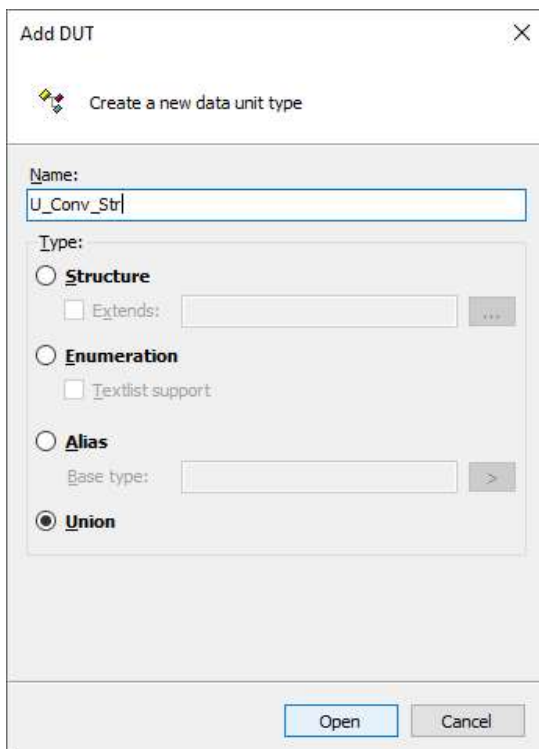 Add DUT
Create a new data unit type
Name:
U_Conv_Str
Type:
Structure
Extends:
...
Enumeration
Textlist support
Alias
Base type:
>
Union
Open
Cancel